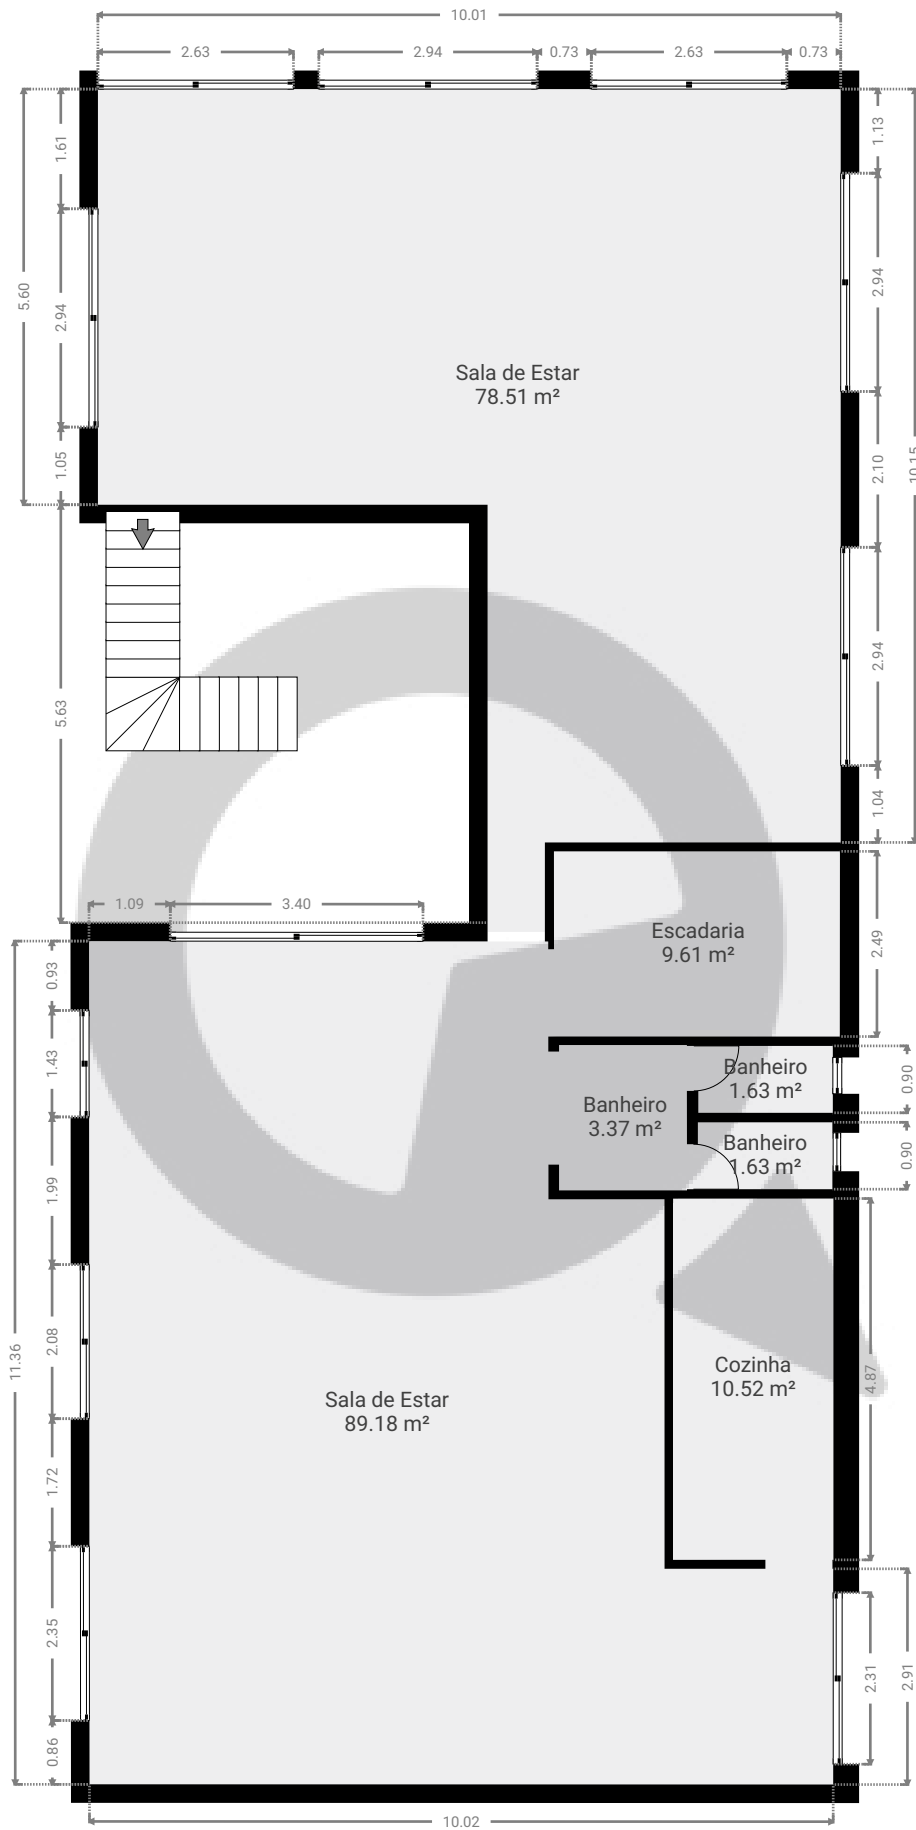 10.01
2.63
2.94
0.73
2.63
0.73
1.61
1.13
5.60
2.94
2.94
Sala de Estar
78.51 m²
1.05
2.10
10.15
2.94
5.63
1.04
1.09
3.40
Escadaria
9.61 m²
2.49
0.93
1.43
Banheiro
1.63 m²
0.90
Banheiro
3.37 m²
Banheiro
1.63 m²
0.90
1.99
11.36
2.08
Cozinha
10.52 m²
4.87
Sala de Estar
89.18 m²
1.72
2.35
2.31
2.91
0.86
10.02